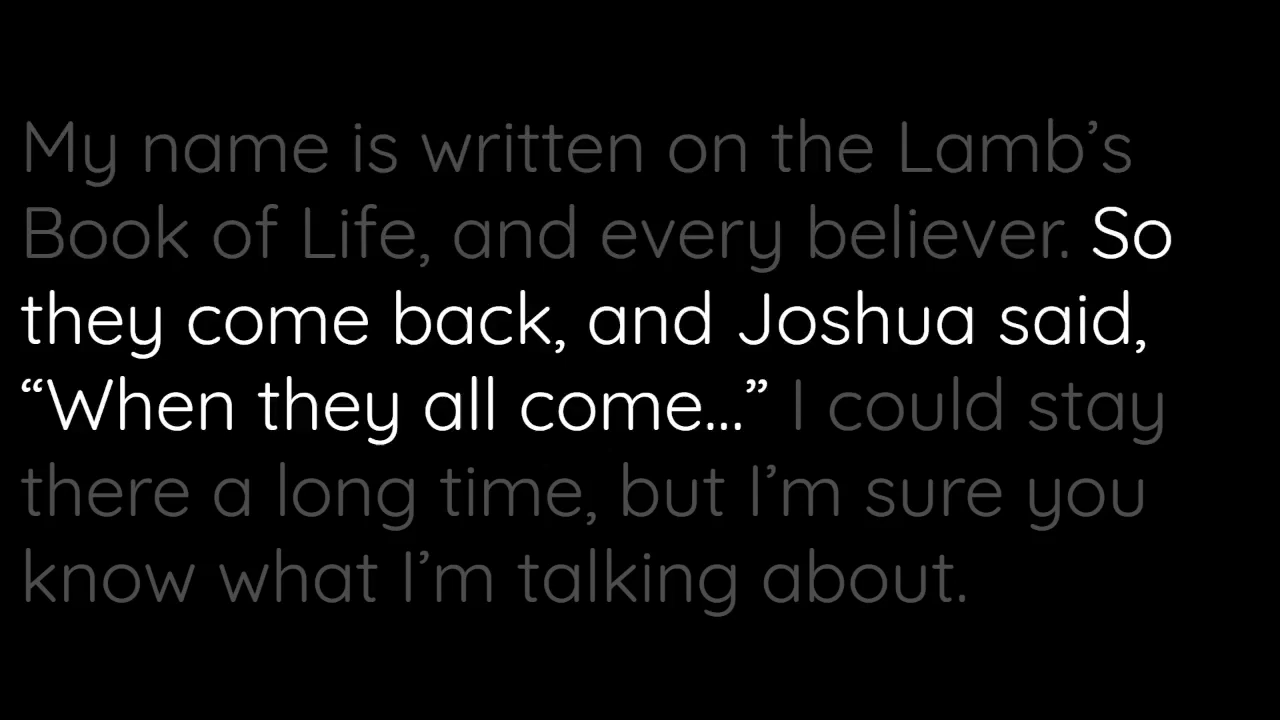 My name is written on the Lamb’s
Book of Life, and every believer. So
they come back, and Joshua said,
“When they all come...” I could stay
there a long time, but I’m sure you
know what I’m talking about.